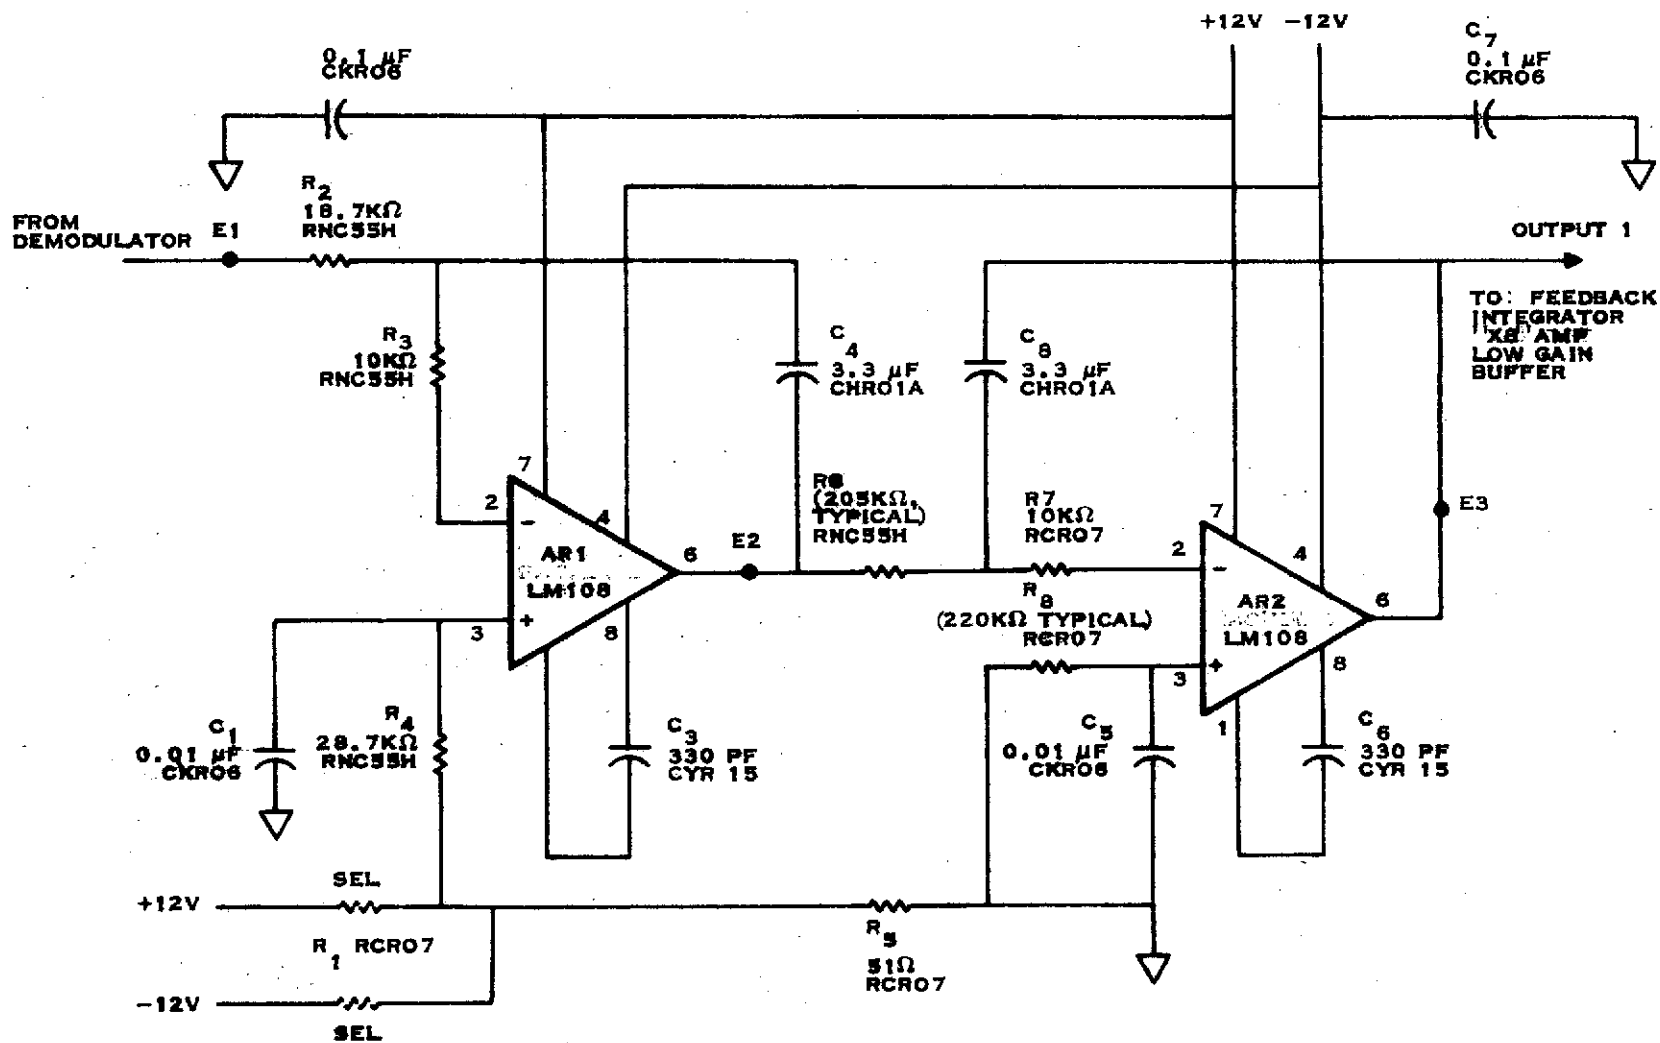 +12V -12V
0.1 µF
CKR06
C7
0.1 µF
CKR06
R2
18.7KΩ
RNC55H
FROM
DEMODULATOR
E1
OUTPUT 1
TO: FEEDBACK
INTEGRATOR
"X8" AMP
LOW GAIN
BUFFER
R3
10KΩ
RNC55H
C4
3.3 µF
CHR01A
C8
3.3 µF
CHR01A
7
2
-
4
AR1
LM108
6
3
+
8
E2
R6
(205KΩ,
TYPICAL)
RNC55H
R7
10KΩ
RCR07
E3
7
2
-
4
AR2
LM108
6
3
+
8
1
R8
(220KΩ TYPICAL)
RCR07
C1
0.01 µF
CKR06
R4
28.7KΩ
RNC55H
C3
330 PF
CYR 15
C5
0.01 µF
CKR06
C6
330 PF
CYR 15
SEL
+12V
R1 RCR07
R5
51Ω
RCR07
-12V
SEL